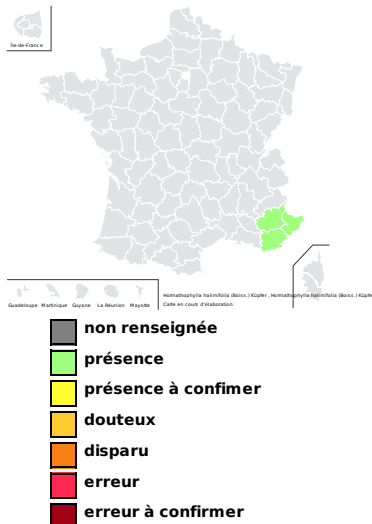 Île-de-France
Guadeloupe Martinique Guyane La Réunion Mayotte
Hormathophylla halimifolia (Boiss.) Küpfer , Hormathophylla halimifolia (Boiss.) Küpfe
Carte en cours d'élaboration.
non renseignée
présence
présence à confimer
douteux
disparu
erreur
erreur à confirmer